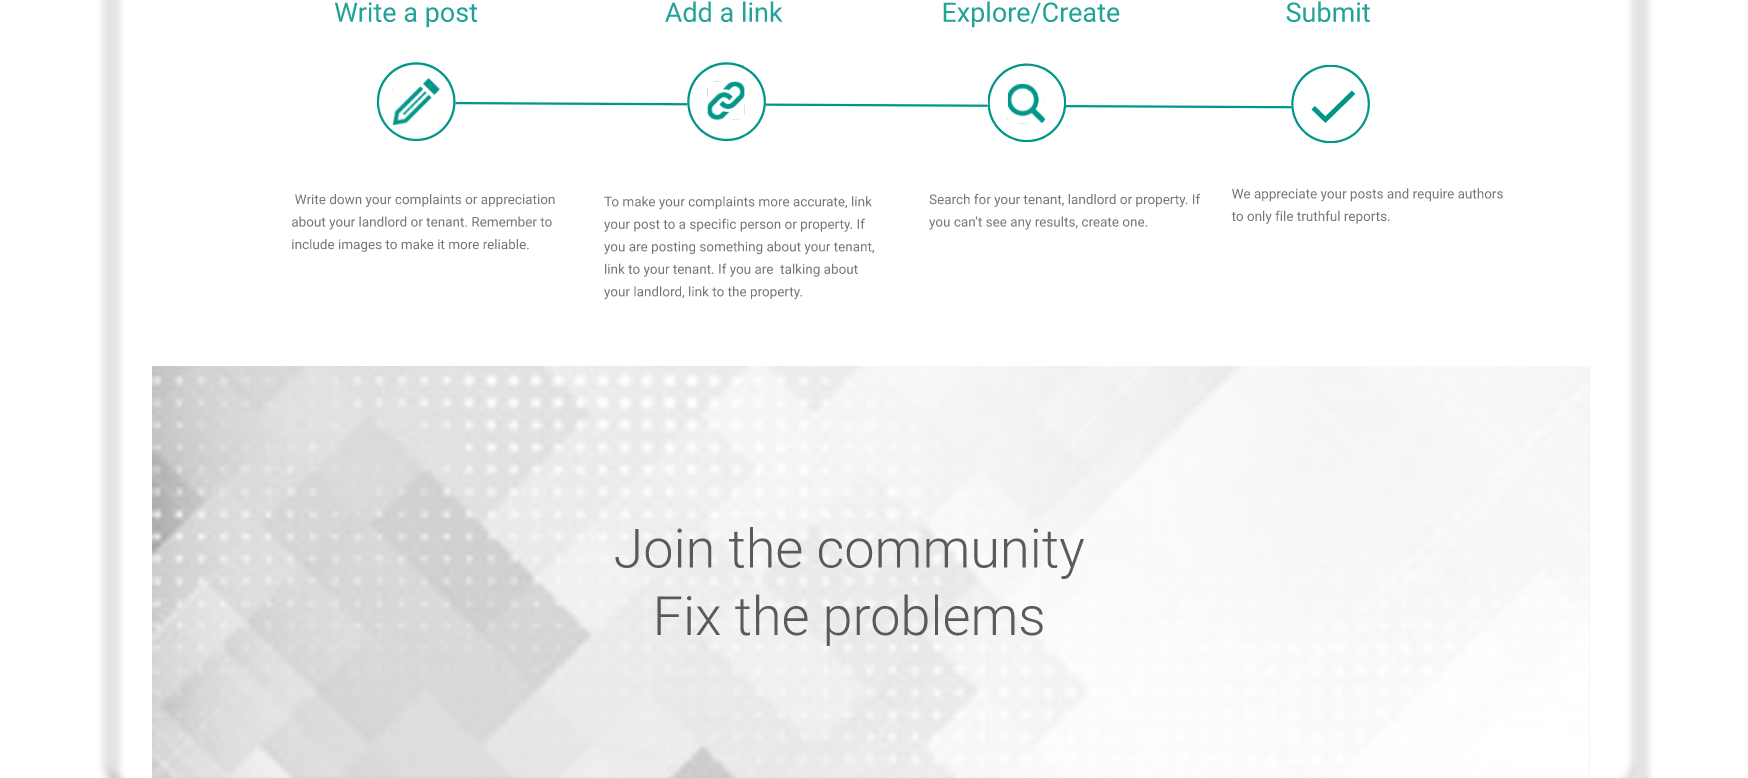 Write a post
Add a link
Explore/Create
Submit
Write down your complaints or appreciation
about your landlord or tenant. Remember to
include images to make it more reliable.
To make your complaints more accurate, link
your post to a specific person or property. If
you are posting something about your tenant,
link to your tenant. If you are  talking about
your landlord, link to the property.
Search for your tenant, landlord or property. If
you can't see any results, create one.
We appreciate your posts and require authors
to only file truthful reports.
Join the community
Fix the problems